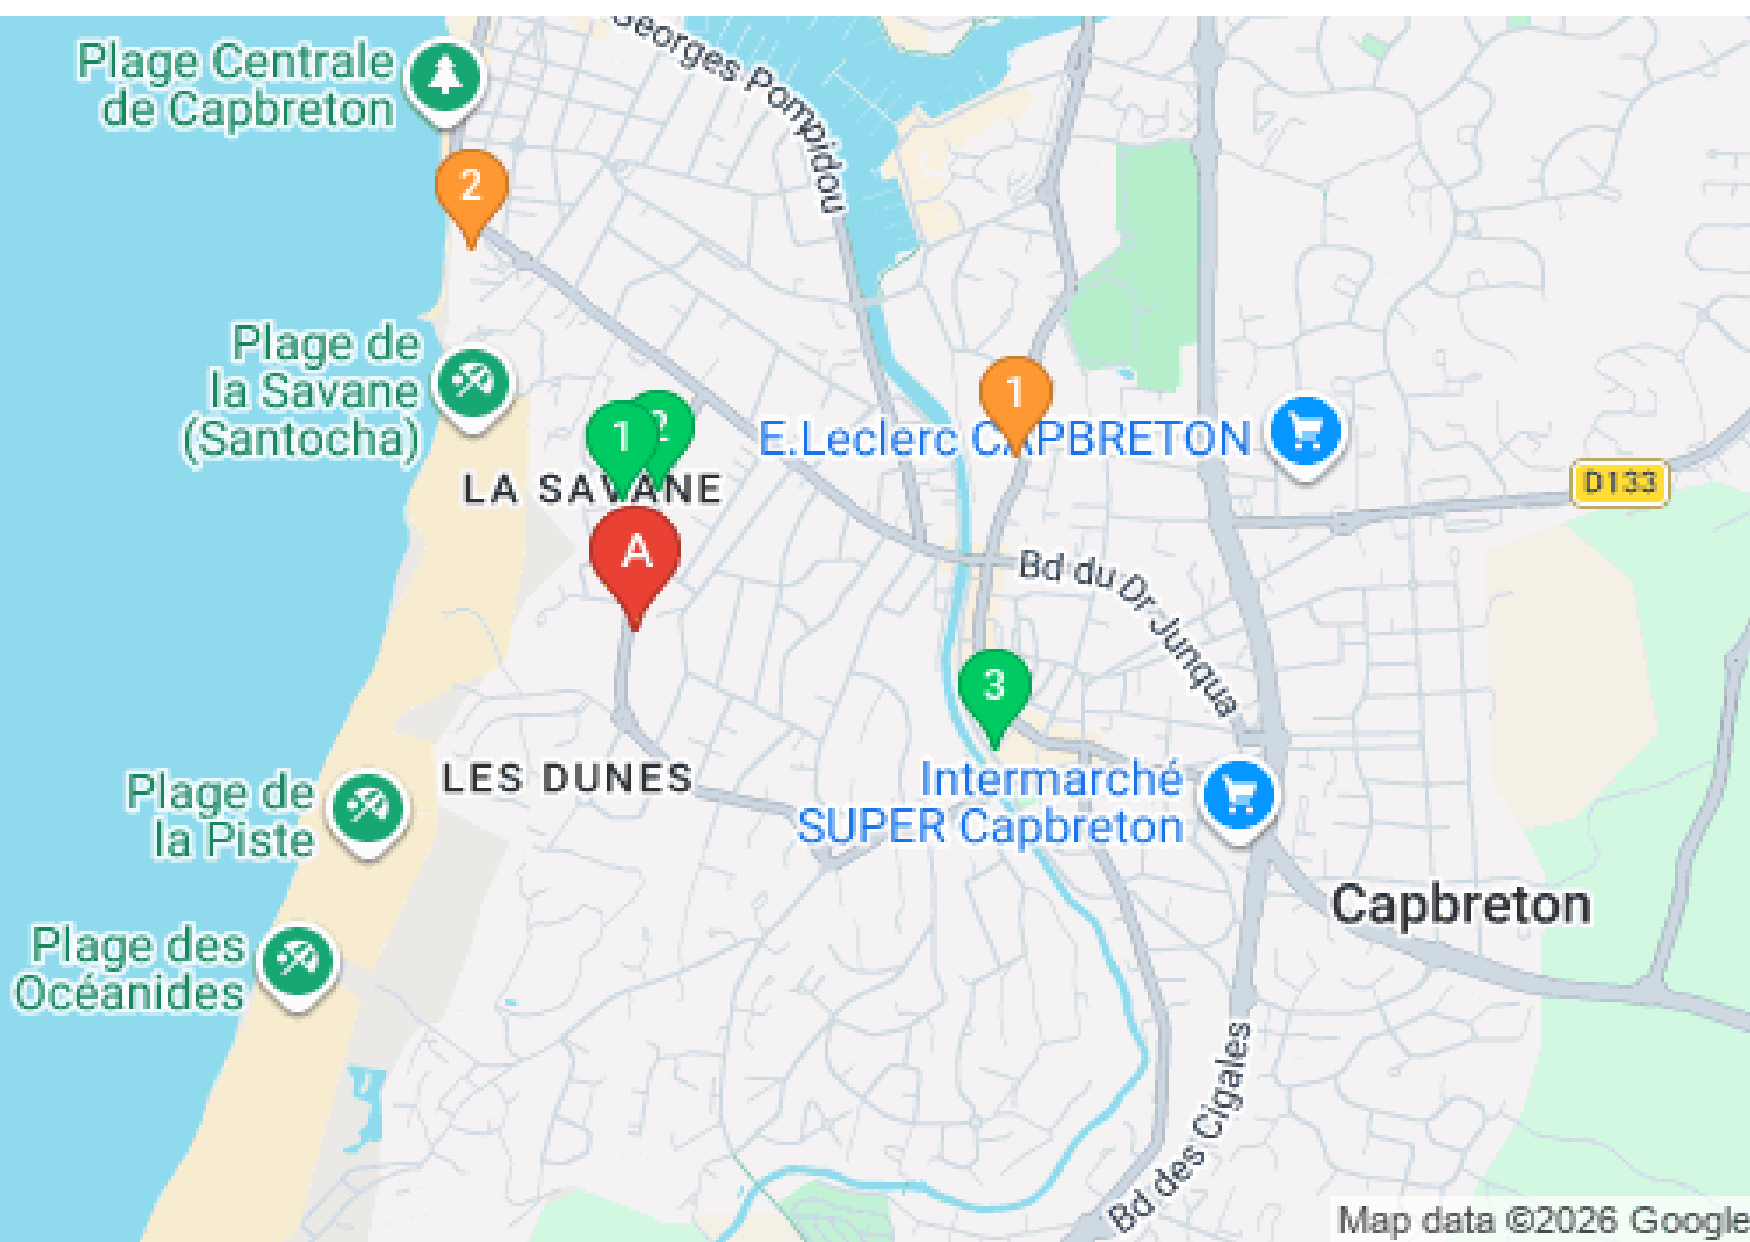 Georges Pompidou
Plage Centrale
de Capbreton
2
Plage de
la Savane
(Santocha)
1
E.Leclerc CAPBRETON
1
2
LA SAVANE
D133
A
Bd du Dr Junqua
3
Plage de
la Piste
LES DUNES
Intermarché
SUPER Capbreton
Capbreton
Plage des
Océanides
Bd des Cigales
Map data ©2026 Google